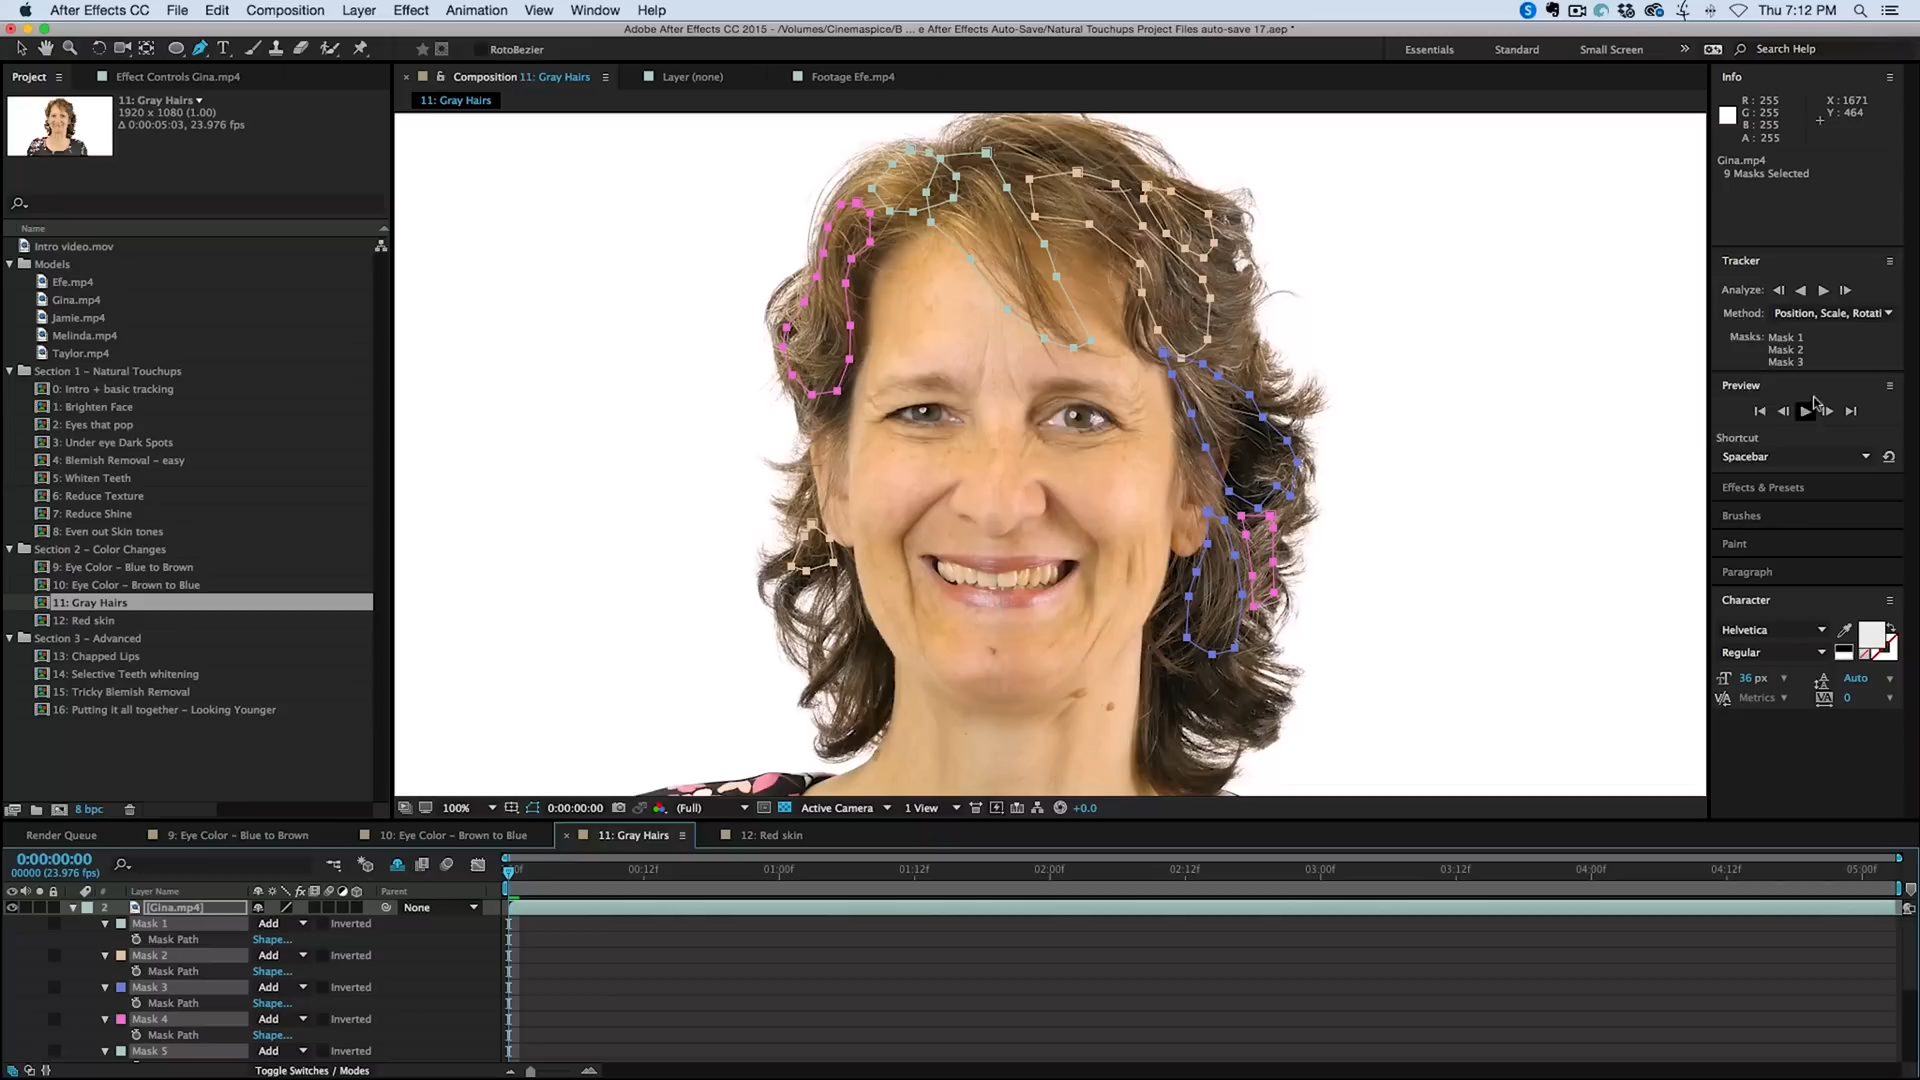 After Effects CC File Edit Composition Layer Effect Animation View Window Help Thu 7:12 PM
Adobe After Effects CC 2015 - /Volumes/Cinemaspice/B ... e After Effects Auto-Save/Natural Touchups Project Files auto-save 17.aep *
RotoBezier Essentials Standard Small Screen Search Help
Project Effect Controls Gina.mp4 Composition 11: Gray Hairs Layer (none) Footage Efe.mp4 Info
11: Gray Hairs
1920 x 1080 (1.00)
Δ 0:00:05:03, 23.976 fps
11: Gray Hairs
R: 255 X: 1671
G: 255 Y: 464
B: 255
A: 255
Gina.mp4
9 Masks Selected
Name
Intro video.mov
Models
Efe.mp4
Gina.mp4
Jamie.mp4
Melinda.mp4
Taylor.mp4
Section 1 - Natural Touchups
0: Intro + basic tracking
1: Brighten Face
2: Eyes that pop
3: Under eye Dark Spots
4: Blemish Removal - easy
5: Whiten Teeth
6: Reduce Texture
7: Reduce Shine
8: Even out Skin tones
Section 2 - Color Changes
9: Eye Color - Blue to Brown
10: Eye Color - Brown to Blue
11: Gray Hairs
12: Red skin
Section 3 - Advanced
13: Chapped Lips
14: Selective Teeth whitening
15: Tricky Blemish Removal
16: Putting it all together - Looking Younger
8 bpc
Tracker
Analyze:
Method: Position, Scale, Rotati
Masks: Mask 1
Mask 2
Mask 3
Preview
Shortcut
Spacebar
Effects & Presets
Brushes
Paint
Paragraph
Character
Helvetica
Regular
36 px Auto
Metrics 0
100% 0:00:00:00 (Full) Active Camera 1 View +0.0
Render Queue 9: Eye Color - Blue to Brown 10: Eye Color - Brown to Blue 11: Gray Hairs 12: Red skin
0:00:00:00
00000 (23.976 fps)
00:12f 01:00f 01:12f 02:00f 02:12f 03:00f 03:12f 04:00f 04:12f 05:00f
# Layer Name fx Parent
2 [Gina.mp4] None
Mask 1 Add Inverted
Mask Path Shape...
Mask 2 Add Inverted
Mask Path Shape...
Mask 3 Add Inverted
Mask Path Shape...
Mask 4 Add Inverted
Mask Path Shape...
Mask 5 Add Inverted
Toggle Switches / Modes